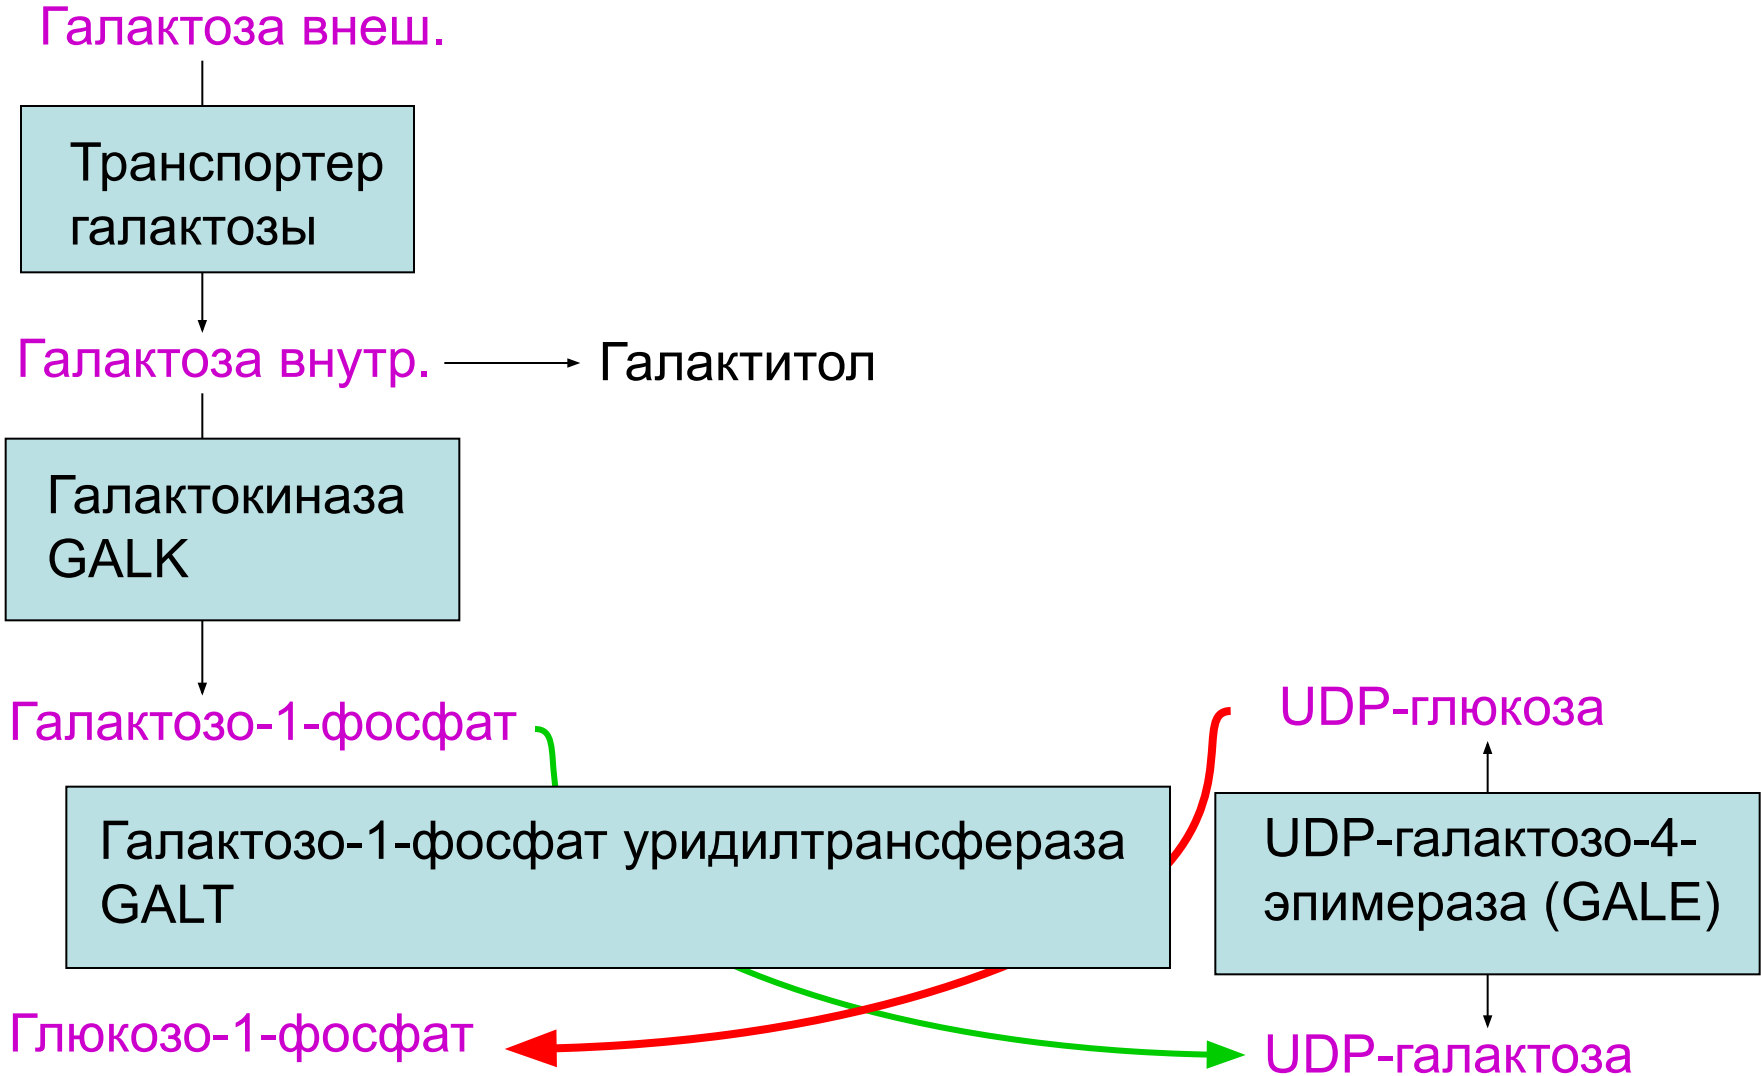 Галактоза внеш.
Транспортер
галактозы
Галактоза внутр.
Галактитол
Галактокиназа
GALK
Галактозо-1-фосфат
UDP-глюкоза
Галактозо-1-фосфат уридилтрансфераза
GALT
UDP-галактозо-4-
эпимераза (GALE)
Глюкозо-1-фосфат
UDP-галактоза